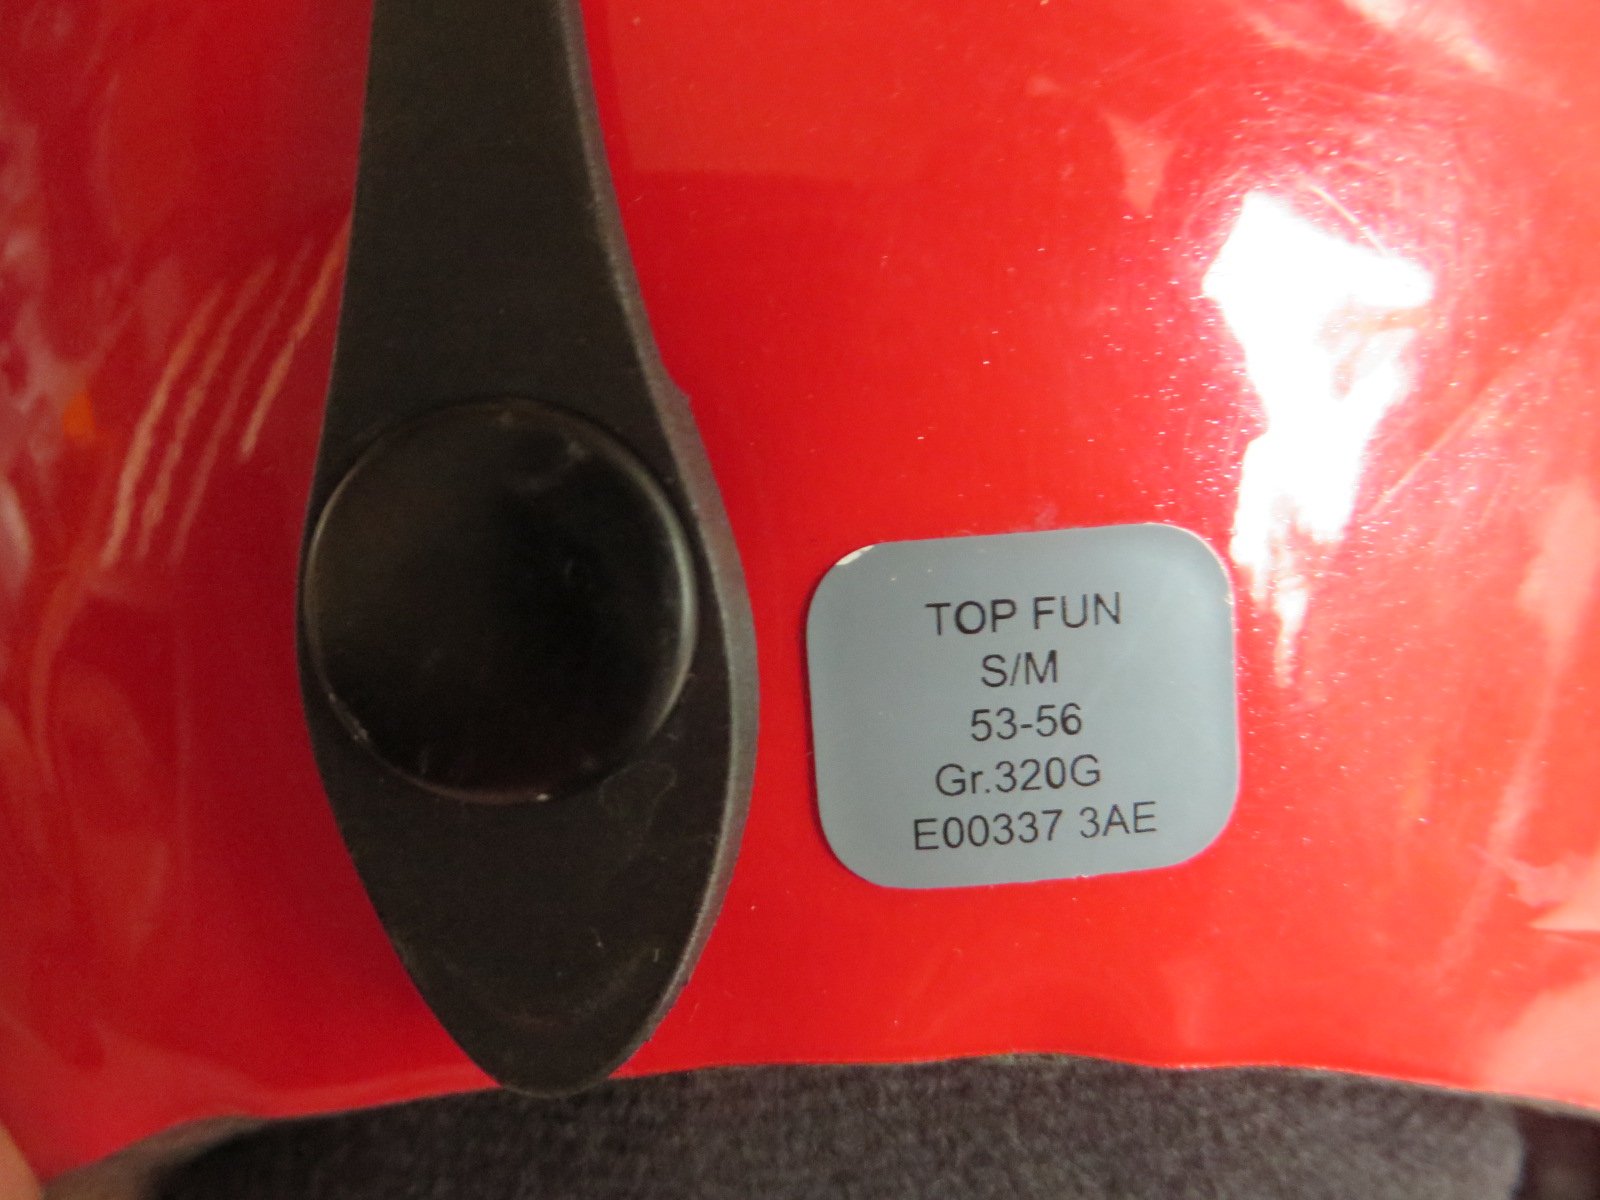 TOP FUN
S/M
53-56
Gr.320G
E00337 3AE